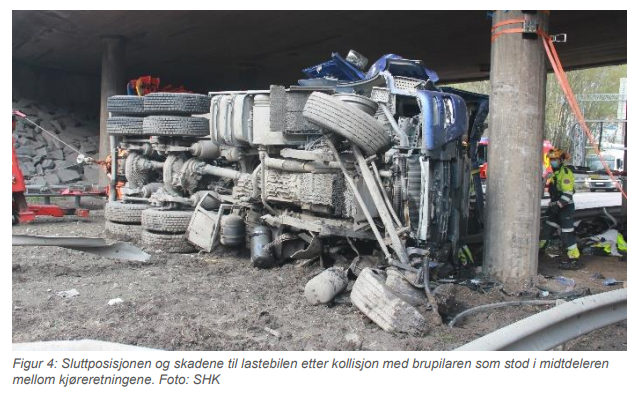 Figur 4: Sluttposisjonen og skadene til lastebilen etter kollisjon med brupilaren som stod i midtdeleren
mellom kjøreretningene. Foto: SHK